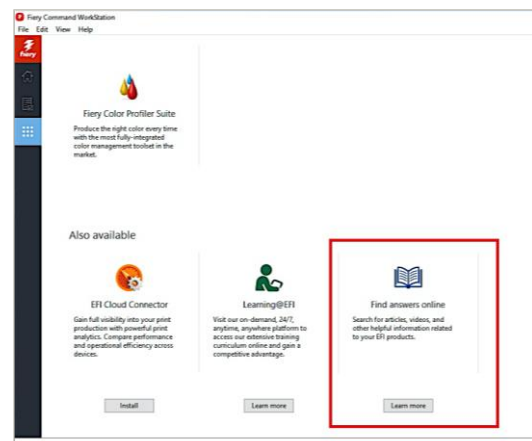 Fiery Command WorkStation
File Edit View Help
fiery
Fiery Color Profiler Suite
Produce the right color every time
with the most fully-integrated
color management toolset in the
market.
Also available
EFI Cloud Connector
Gain full visibility into your print
production with powerful print
analytics. Compare performance
and operational efficiency across
devices.
Install
Learning@EFI
Visit our on-demand, 24/7,
anytime, anywhere platform to
access our extensive training
curriculum online and gain a
competitive advantage.
Learn more
Find answers online
Search for articles, videos, and
other helpful information related
to your EFI products.
Learn more